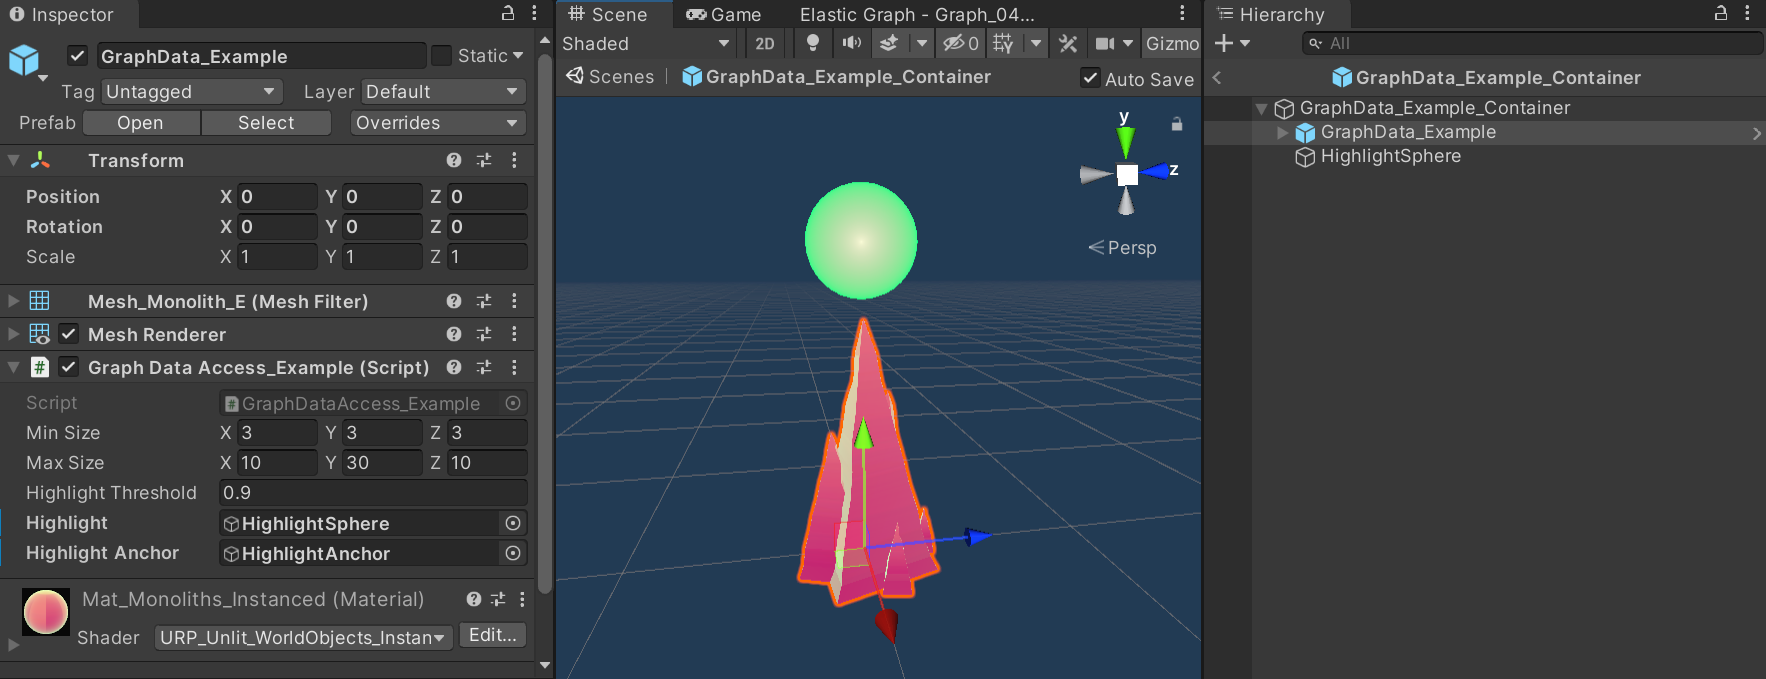 Inspector
GraphData_Example
Static
Tag Untagged Layer Default
Prefab Open Select Overrides
Transform
Position X 0 Y 0 Z 0
Rotation X 0 Y 0 Z 0
Scale X 1 Y 1 Z 1
Mesh_Monolith_E (Mesh Filter)
Mesh Renderer
# Graph Data Access_Example (Script)
Script # GraphDataAccess_Example
Min Size X 3 Y 3 Z 3
Max Size X 10 Y 30 Z 10
Highlight Threshold 0.9
Highlight HighlightSphere
Highlight Anchor HighlightAnchor
Mat_Monoliths_Instanced (Material)
Shader URP_Unlit_WorldObjects_Instan Edit...
Scene Game Elastic Graph - Graph_04...
Shaded 2D 0 Gizmo
Scenes | GraphData_Example_Container Auto Save
y
z
Persp
Hierarchy
All
GraphData_Example_Container
GraphData_Example_Container
GraphData_Example
HighlightSphere